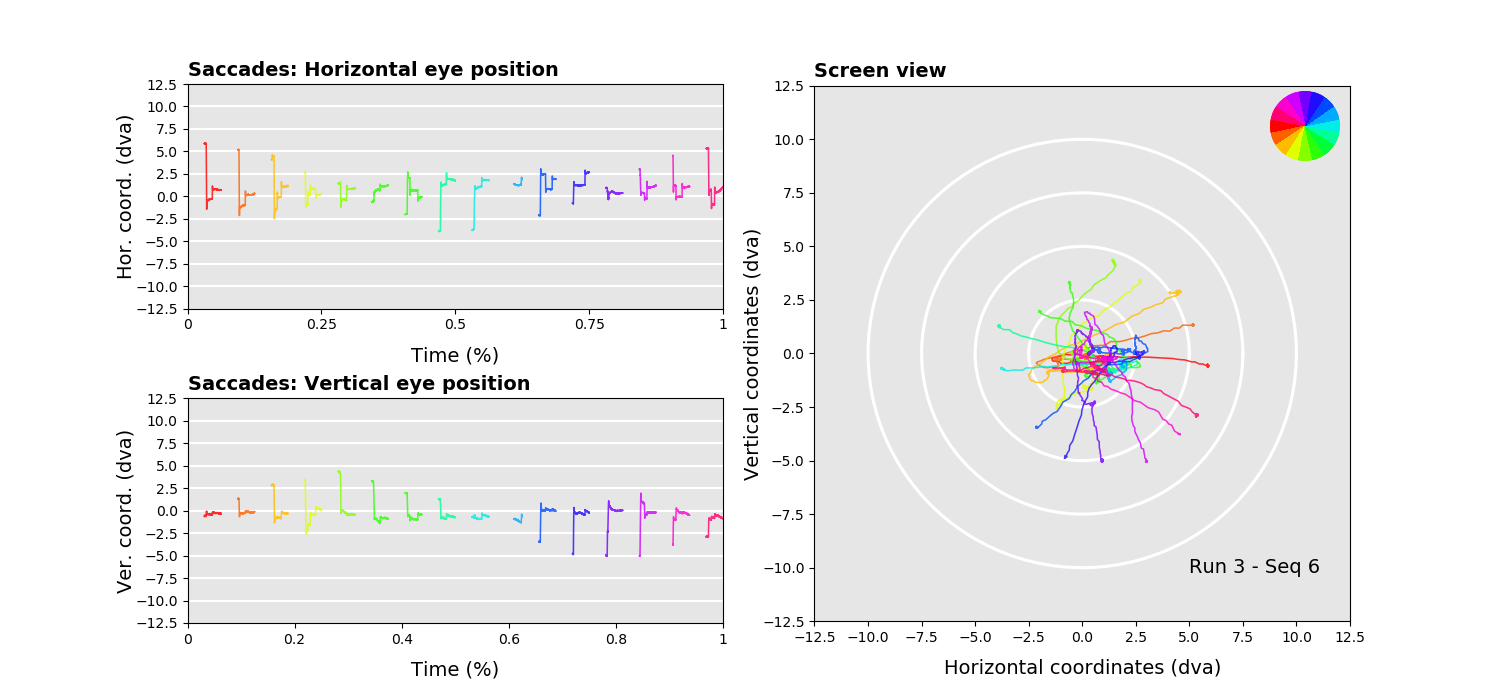 Saccades: Horizontal eye position
Hor. coord. (dva)
12.5
10.0
7.5
5.0
2.5
0.0
−2.5
−5.0
−7.5
−10.0
−12.5
0 0.25 0.5 0.75 1
Time (%)
Saccades: Vertical eye position
Ver. coord. (dva)
12.5
10.0
7.5
5.0
2.5
0.0
−2.5
−5.0
−7.5
−10.0
−12.5
0 0.2 0.4 0.6 0.8 1
Time (%)
Screen view
Vertical coordinates (dva)
12.5
10.0
7.5
5.0
2.5
0.0
−2.5
−5.0
−7.5
−10.0
−12.5
Run 3 - Seq 6
−12.5 −10.0 −7.5 −5.0 −2.5 0.0 2.5 5.0 7.5 10.0 12.5
Horizontal coordinates (dva)